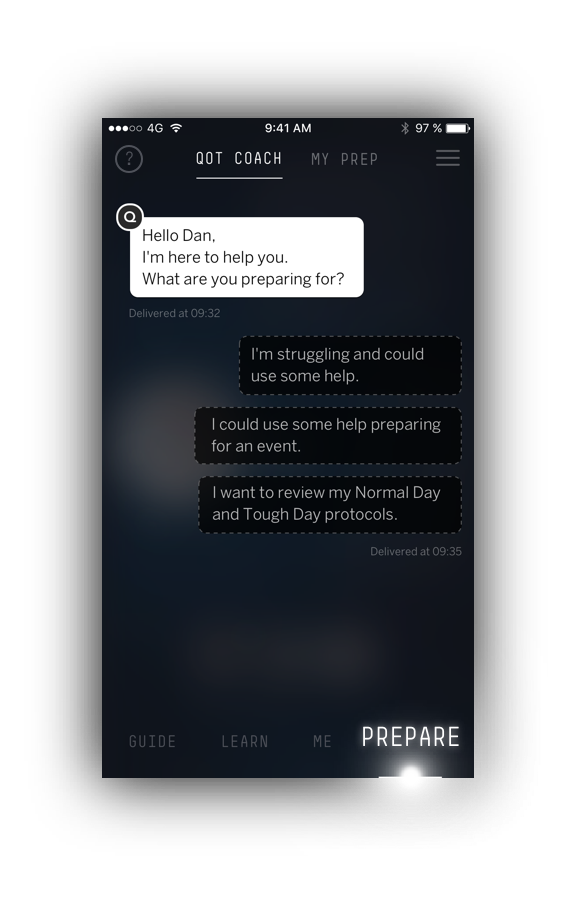 4G 9:41 AM 97 %
? QOT COACH MY PREP
Q
Hello Dan,
I'm here to help you.
What are you preparing for?
Delivered at 09:32
I'm struggling and could
use some help.
I could use some help preparing
for an event.
I want to review my Normal Day
and Tough Day protocols.
Delivered at 09:35
GUIDE LEARN ME PREPARE